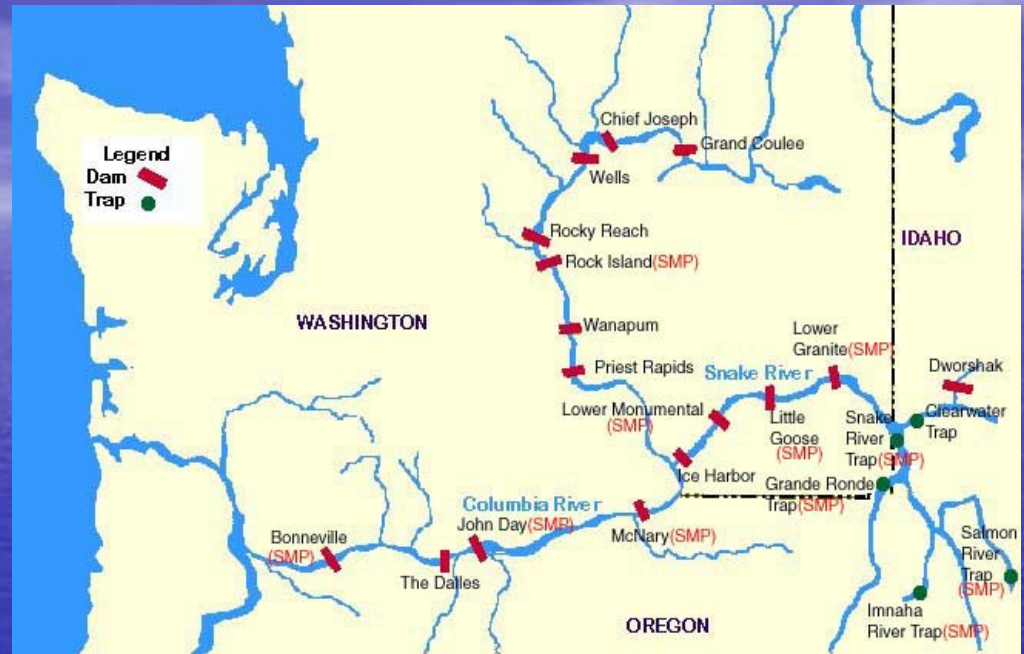 Legend
Dam
Trap
Chief Joseph
Grand Coulee
Wells
Rocky Reach
Rock Island(SMP)
IDAHO
WASHINGTON
Wanapum
Priest Rapids
Lower
Granite(SMP)
Snake River
Dworshak
Lower Monumental
(SMP)
Little
Goose
(SMP)
Snake
River
Trap(SMP)
Clearwater
Trap
Ice Harbor
Grande Ronde
Trap(SMP)
Columbia River
John Day(SMP)
McNary(SMP)
Bonneville
(SMP)
The Dalles
Salmon
River
Trap
(SMP)
Imnaha
River Trap(SMP)
OREGON